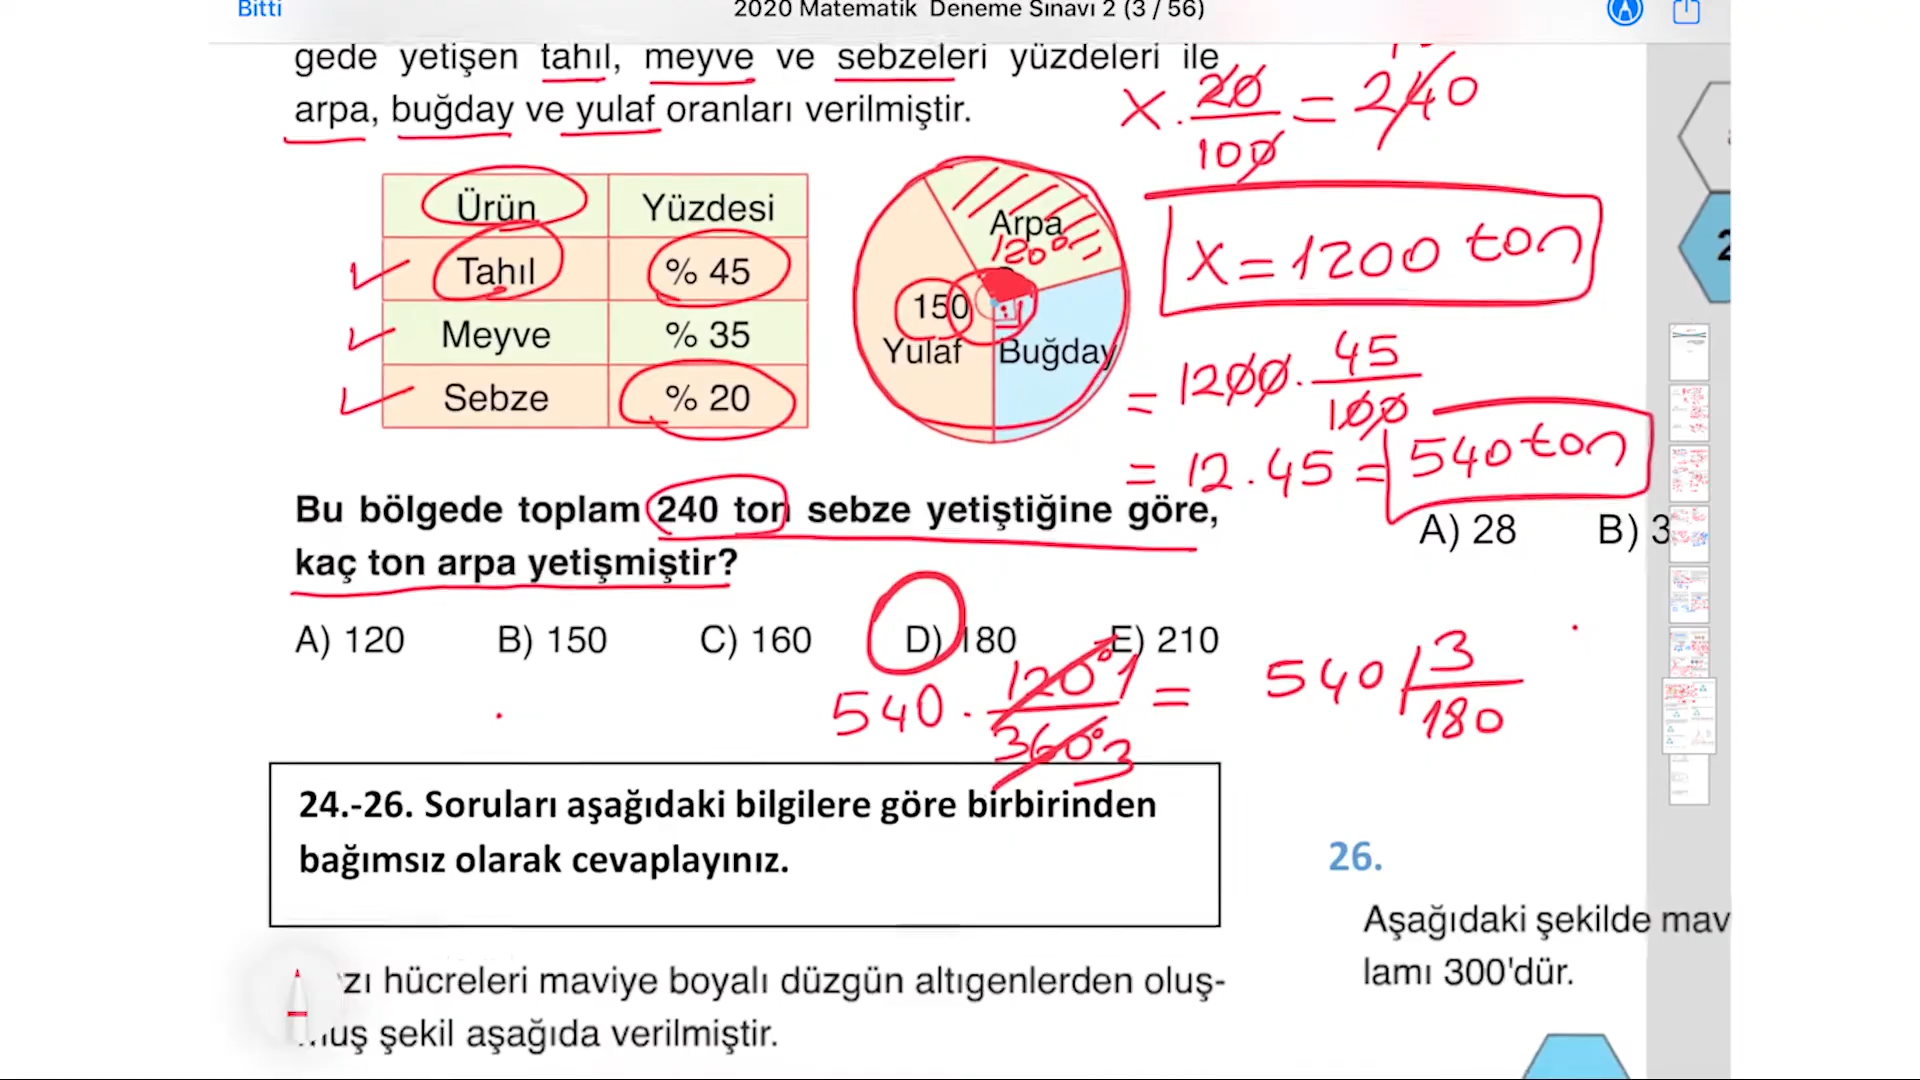 Bitti
2020 Matematik Deneme Sınavı 2 (3 / 56)
gede yetişen tahıl, meyve ve sebzeleri yüzdeleri ile
arpa, buğday ve yulaf oranları verilmiştir.
Ürün Yüzdesi
Tahıl % 45
Meyve % 35
Sebze % 20
Arpa
120°
150
Yulaf
Buğday
x · 20/100 = 240
x = 1200 ton
= 1200 · 45/100
= 12 · 45 = 540 ton
Bu bölgede toplam 240 ton sebze yetiştiğine göre,
kaç ton arpa yetişmiştir?
A) 120 B) 150 C) 160 D) 180 E) 210
540 · 120° 1 / 360° 3 = 540 | 3
180
A) 28 B) 3
24.-26. Soruları aşağıdaki bilgilere göre birbirinden
bağımsız olarak cevaplayınız.
zı hücreleri maviye boyalı düzgün altıgenlerden oluş-
muş şekil aşağıda verilmiştir.
26.
Aşağıdaki şekilde mav
lamı 300'dür.
2